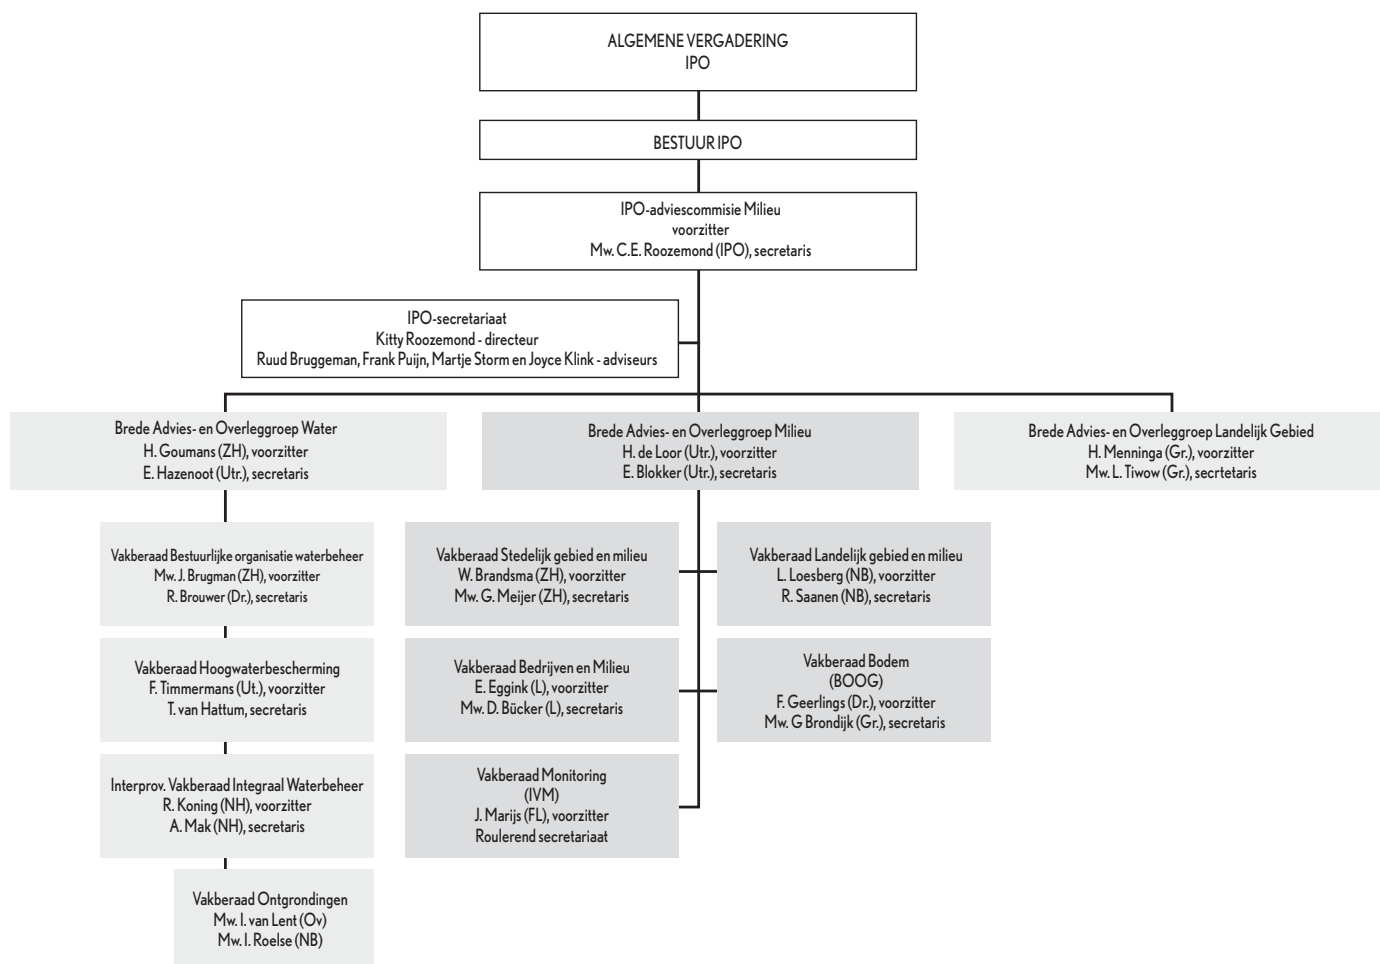 ALGEMENE VERGADERING
IPO
BESTUUR IPO
IPO-adviescommisie Milieu
voorzitter
Mw. C.E. Roozemond (IPO), secretaris
IPO-secretariaat
Kitty Roozemond - directeur
Ruud Bruggeman, Frank Puijn, Martje Storm en Joyce Klink - adviseurs
Brede Advies- en Overleggroep Water
H. Goumans (ZH), voorzitter
E. Hazenoot (Utr.), secretaris
Brede Advies- en Overleggroep Milieu
H. de Loor (Utr.), voorzitter
E. Blokker (Utr.), secretaris
Brede Advies- en Overleggroep Landelijk Gebied
H. Menninga (Gr.), voorzitter
Mw. L. Tiwow (Gr.), secrtetaris
Vakberaad Bestuurlijke organisatie waterbeheer
Mw. J. Brugman (ZH), voorzitter
R. Brouwer (Dr.), secretaris
Vakberaad Stedelijk gebied en milieu
W. Brandsma (ZH), voorzitter
Mw. G. Meijer (ZH), secretaris
Vakberaad Landelijk gebied en milieu
L. Loesberg (NB), voorzitter
R. Saanen (NB), secretaris
Vakberaad Hoogwaterbescherming
F. Timmermans (Ut.), voorzitter
T. van Hattum, secretaris
Vakberaad Bedrijven en Milieu
E. Eggink (L), voorzitter
Mw. D. Bücker (L), secretaris
Vakberaad Bodem
(BOOG)
F. Geerlings (Dr.), voorzitter
Mw. G Brondijk (Gr.), secretaris
Interprov. Vakberaad Integraal Waterbeheer
R. Koning (NH), voorzitter
A. Mak (NH), secretaris
Vakberaad Monitoring
(IVM)
J. Marijs (FL), voorzitter
Roulerend secretariaat
Vakberaad Ontgrondingen
Mw. I. van Lent (Ov)
Mw. I. Roelse (NB)